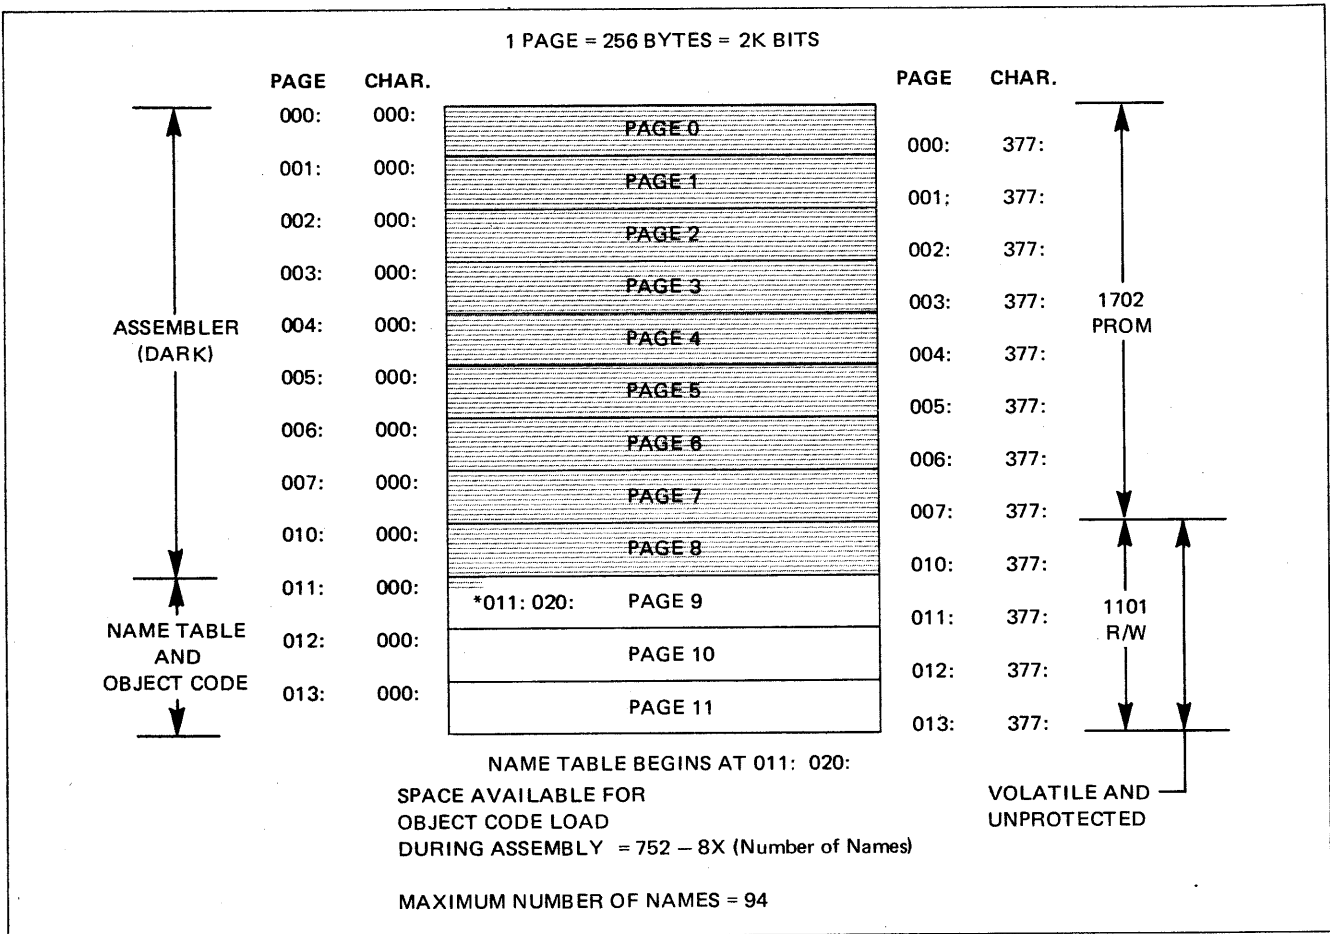 1 PAGE = 256 BYTES = 2K BITS
PAGE CHAR. PAGE CHAR.
000: 000: PAGE 0
000: 377:
001: 000: PAGE 1
001; 377:
002: 000: PAGE 2
002: 377:
003: 000: PAGE 3
003: 377:
1702
PROM
ASSEMBLER
(DARK)
004: 000: PAGE 4
004: 377:
005: 000: PAGE 5
005: 377:
006: 000: PAGE 6
006: 377:
007: 000: PAGE 7
007: 377:
010: 000: PAGE 8
010: 377:
011: 000: *011: 020: PAGE 9
011: 377:
1101
R/W
NAME TABLE
AND
OBJECT CODE
012: 000: PAGE 10
012: 377:
013: 000: PAGE 11
013: 377:
NAME TABLE BEGINS AT 011: 020:
SPACE AVAILABLE FOR
OBJECT CODE LOAD
DURING ASSEMBLY = 752 – 8X (Number of Names)
VOLATILE AND
UNPROTECTED
MAXIMUM NUMBER OF NAMES = 94